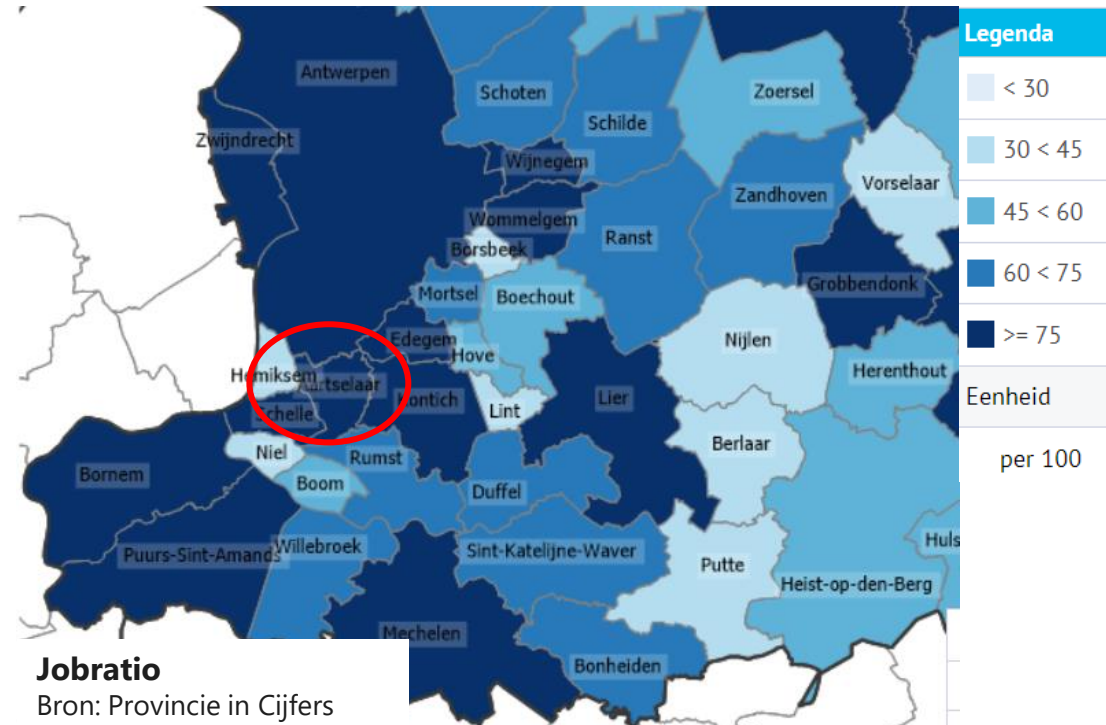 Antwerpen
Schoten
Zoersel
Schilde
Zwijndrecht
Wijnegem
Vorselaar
Zandhoven
Wommelgem
Ranst
Borsbeek
Grobbendonk
Mortsel
Boechout
Edegem
Nijlen
Hove
Herenthout
Hemiksem
artselaar
Kontich
Lint
Lier
Schelle
Berlaar
Niel
Rumst
Bornem
Boom
Duffel
Puurs-Sint-Amands
Willebroek
Sint-Katelijne-Waver
Huls
Putte
Heist-op-den-Berg
Mechelen
Bonheiden
Jobratio
Bron: Provincie in Cijfers
Legenda
< 30
30 < 45
45 < 60
60 < 75
>= 75
Eenheid
per 100